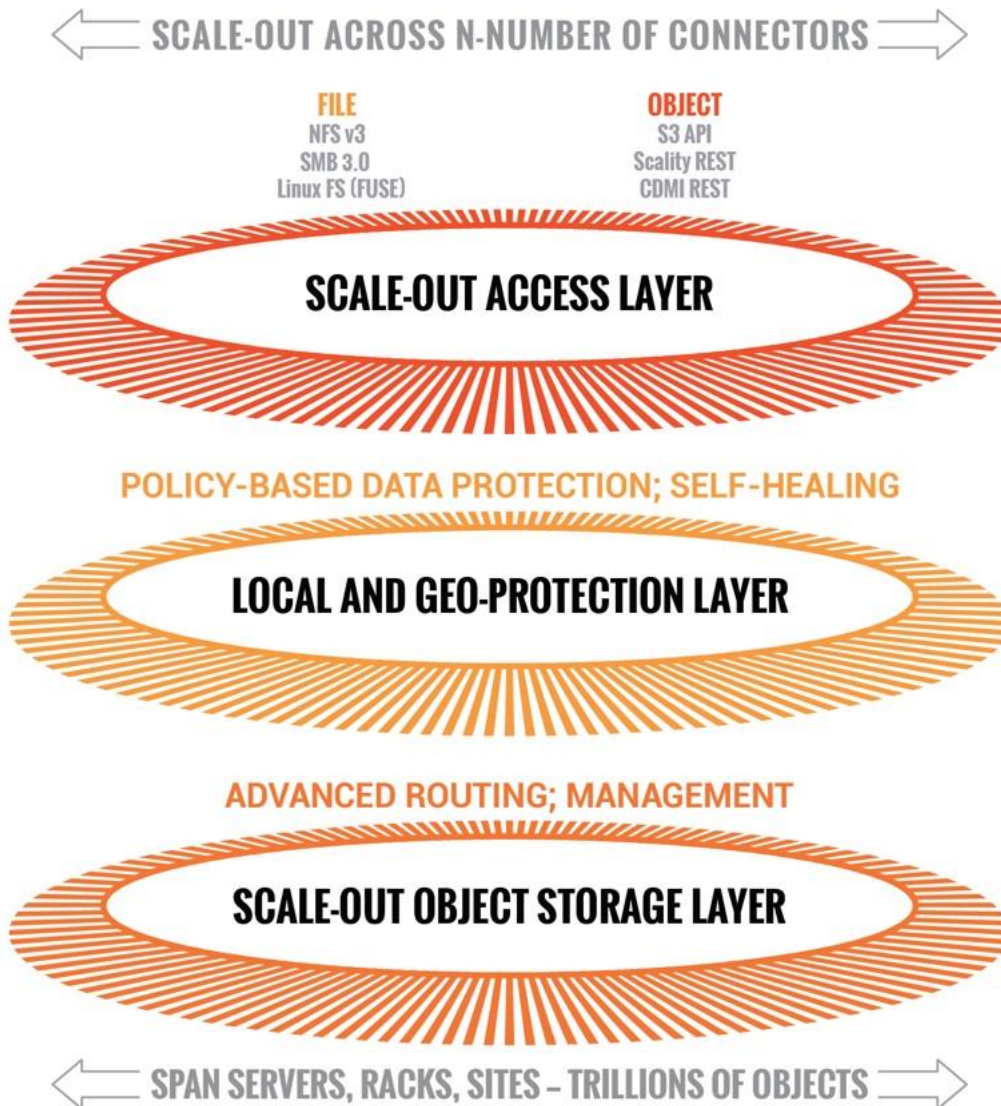 SCALE-OUT ACROSS N-NUMBER OF CONNECTORS
FILE
NFS v3
SMB 3.0
Linux FS (FUSE)
OBJECT
S3 API
Scality REST
CDMI REST
SCALE-OUT ACCESS LAYER
POLICY-BASED DATA PROTECTION; SELF-HEALING
LOCAL AND GEO-PROTECTION LAYER
ADVANCED ROUTING; MANAGEMENT
SCALE-OUT OBJECT STORAGE LAYER
SPAN SERVERS, RACKS, SITES – TRILLIONS OF OBJECTS